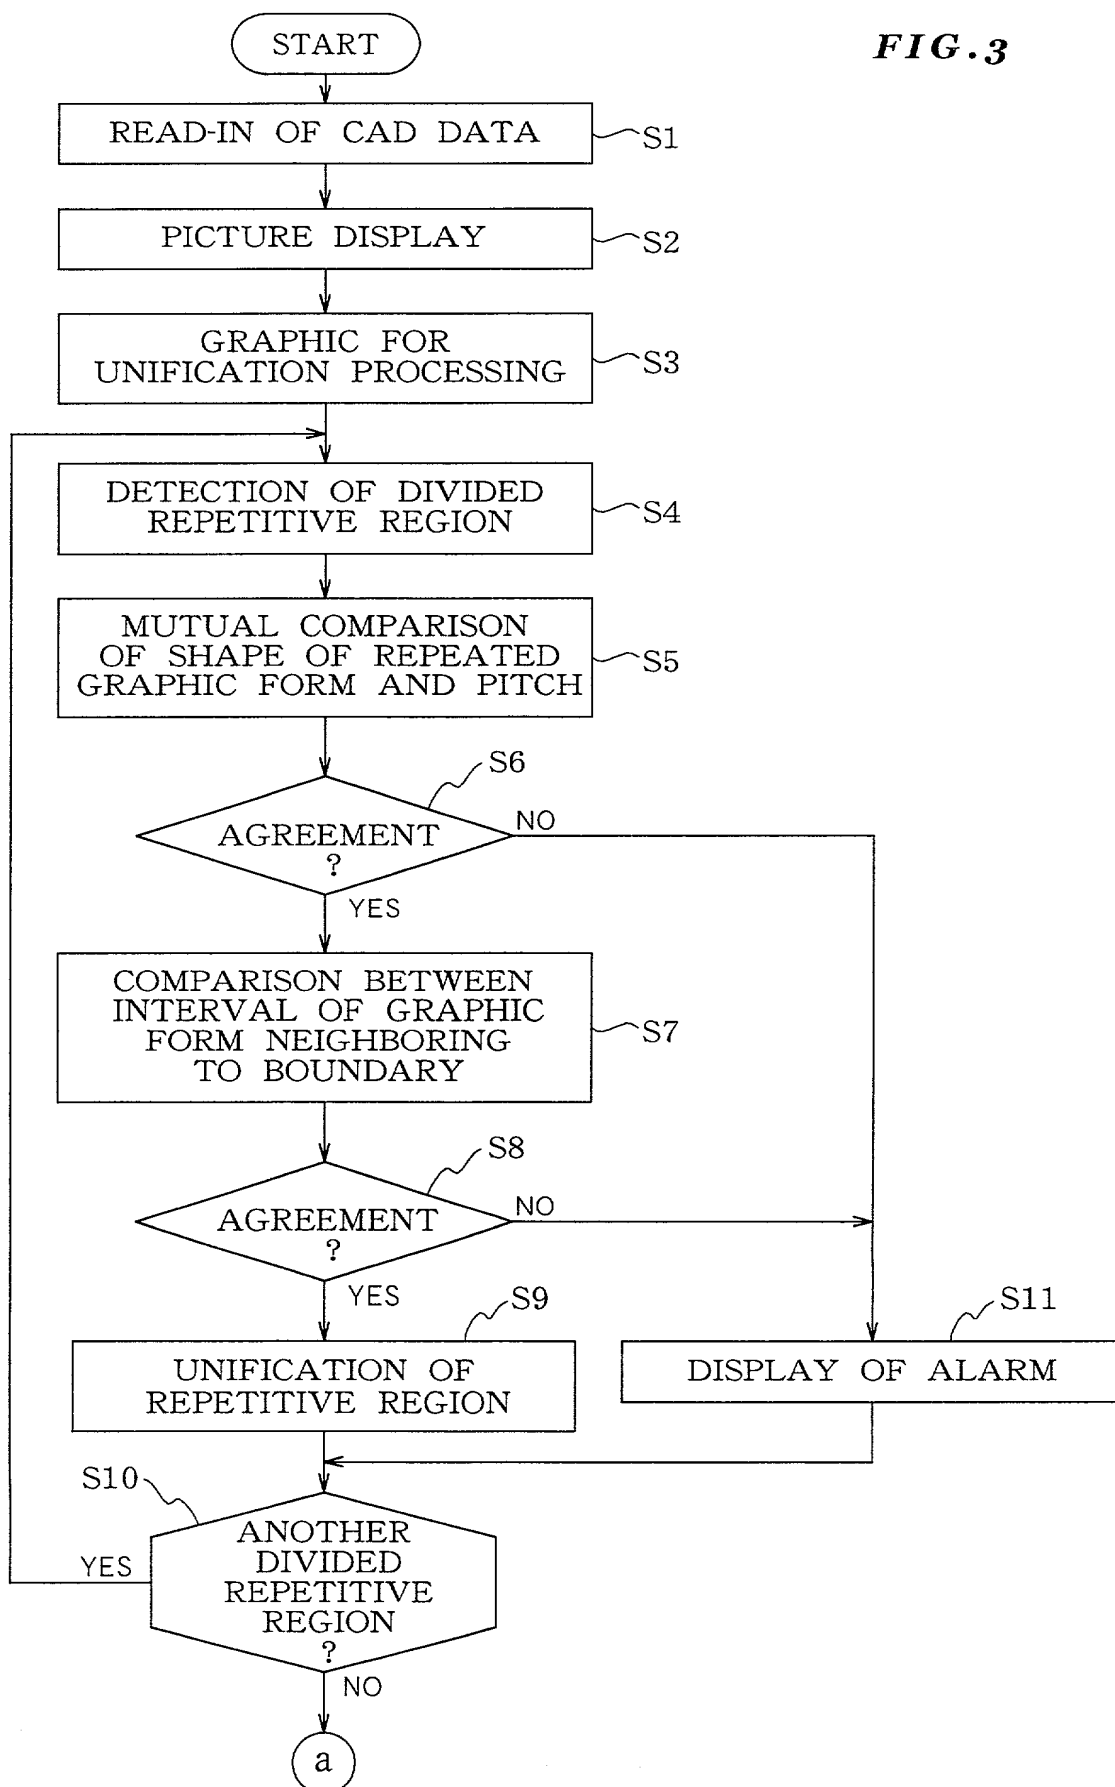 START
FIG.3
READ-IN OF CAD DATA
S1
PICTURE DISPLAY
S2
GRAPHIC FOR
UNIFICATION PROCESSING
S3
DETECTION OF DIVIDED
REPETITIVE REGION
S4
MUTUAL COMPARISON
OF SHAPE OF REPEATED
GRAPHIC FORM AND PITCH
S5
S6
AGREEMENT
?
NO
YES
COMPARISON BETWEEN
INTERVAL OF GRAPHIC
FORM NEIGHBORING
TO BOUNDARY
S7
S8
AGREEMENT
?
NO
YES
S9
UNIFICATION OF
REPETITIVE REGION
S11
DISPLAY OF ALARM
S10
ANOTHER
DIVIDED
REPETITIVE
REGION
?
YES
NO
a